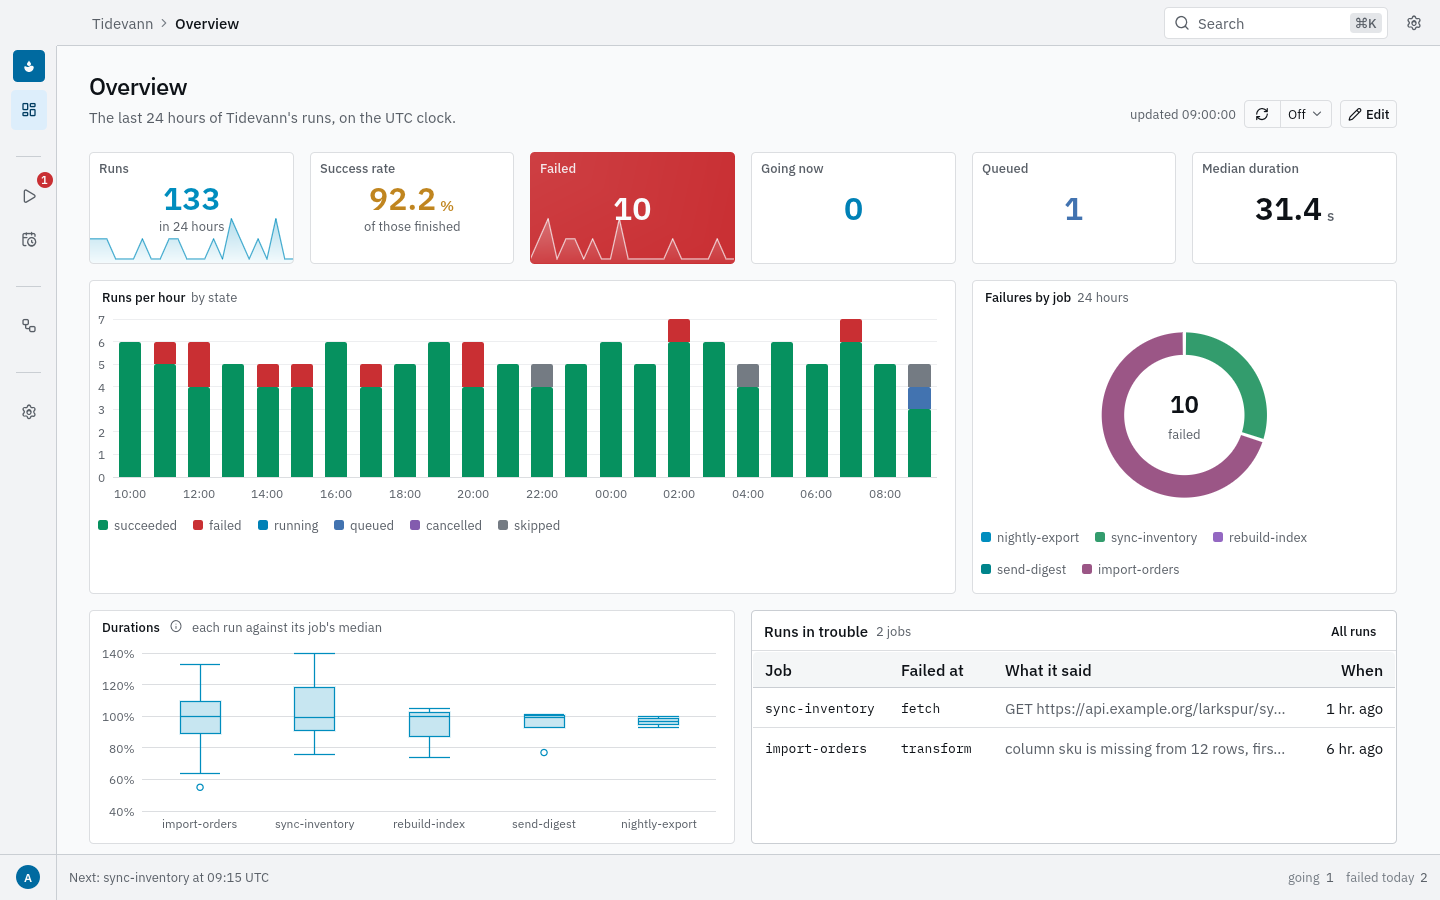 Tidevann > Overview
Search ⌘K
Overview
The last 24 hours of Tidevann's runs, on the UTC clock.
updated 09:00:00 Off Edit
1
Runs
133
in 24 hours
Success rate
92.2 %
of those finished
Failed
10
Going now
0
Queued
1
Median duration
31.4 s
Runs per hour by state
7
6
5
4
3
2
1
0
10:00 12:00 14:00 16:00 18:00 20:00 22:00 00:00 02:00 04:00 06:00 08:00
succeeded failed running queued cancelled skipped
Failures by job 24 hours
10
failed
nightly-export sync-inventory rebuild-index
send-digest import-orders
Durations each run against its job's median
140%
120%
100%
80%
60%
40%
import-orders sync-inventory rebuild-index send-digest nightly-export
Runs in trouble 2 jobs All runs
Job Failed at What it said When
sync-inventory fetch GET https://api.example.org/larkspur/sy... 1 hr. ago
import-orders transform column sku is missing from 12 rows, firs... 6 hr. ago
A
Next: sync-inventory at 09:15 UTC
going 1 failed today 2